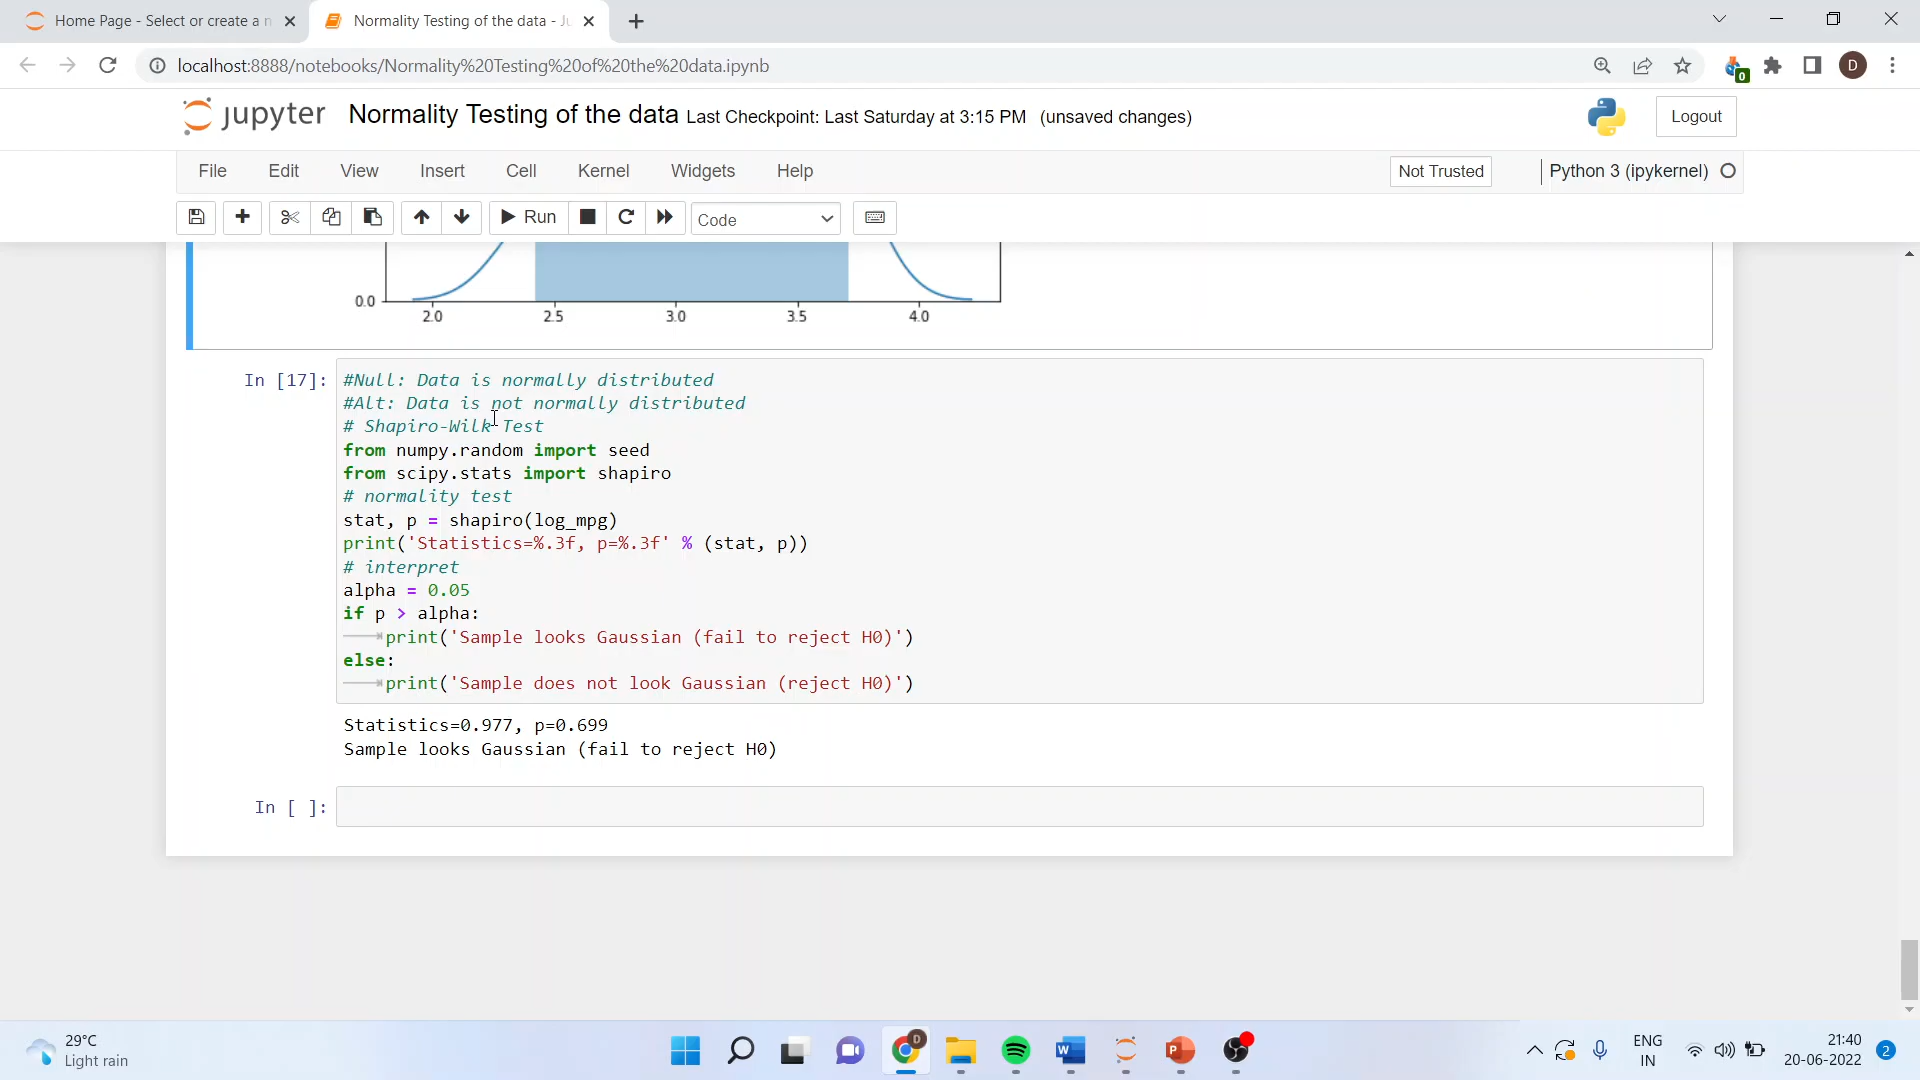 Home Page - Select or create a n
Normality Testing of the data - Ju
localhost:8888/notebooks/Normality%20Testing%20of%20the%20data.ipynb
0
D
jupyter
Normality Testing of the data Last Checkpoint: Last Saturday at 3:15 PM (unsaved changes)
Logout
File Edit View Insert Cell Kernel Widgets Help
Not Trusted
Python 3 (ipykernel)
Run
Code
0.0
2.0 2.5 3.0 3.5 4.0
In [17]:
#Null: Data is normally distributed
#Alt: Data is not normally distributed
# Shapiro-Wilk Test
from numpy.random import seed
from scipy.stats import shapiro
# normality test
stat, p = shapiro(log_mpg)
print('Statistics=%.3f, p=%.3f' % (stat, p))
# interpret
alpha = 0.05
if p > alpha:
print('Sample looks Gaussian (fail to reject H0)')
else:
print('Sample does not look Gaussian (reject H0)')
Statistics=0.977, p=0.699
Sample looks Gaussian (fail to reject H0)
In [ ]:
29°C
Light rain
D
W
P
ENG
IN
21:40
20-06-2022
2